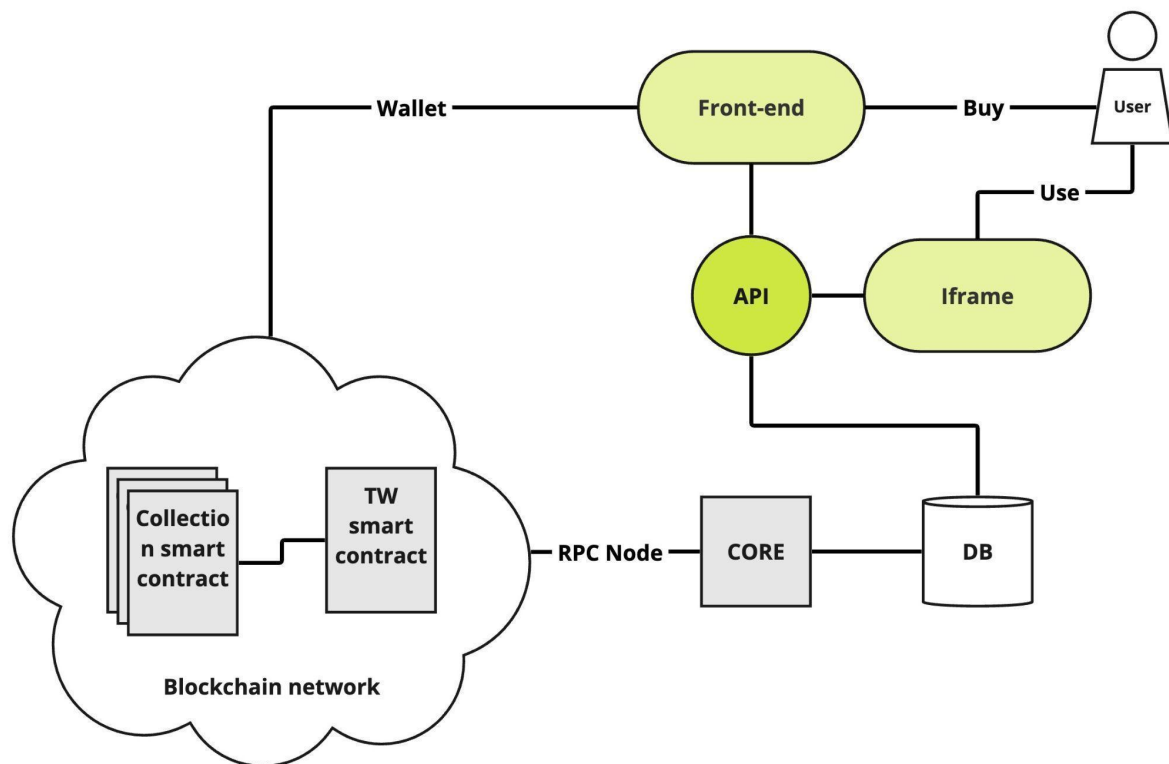 Wallet
Front-end
Buy
User
Use
API
Iframe
Collectio
n smart
contract
TW
smart
contract
RPC Node
CORE
DB
Blockchain network